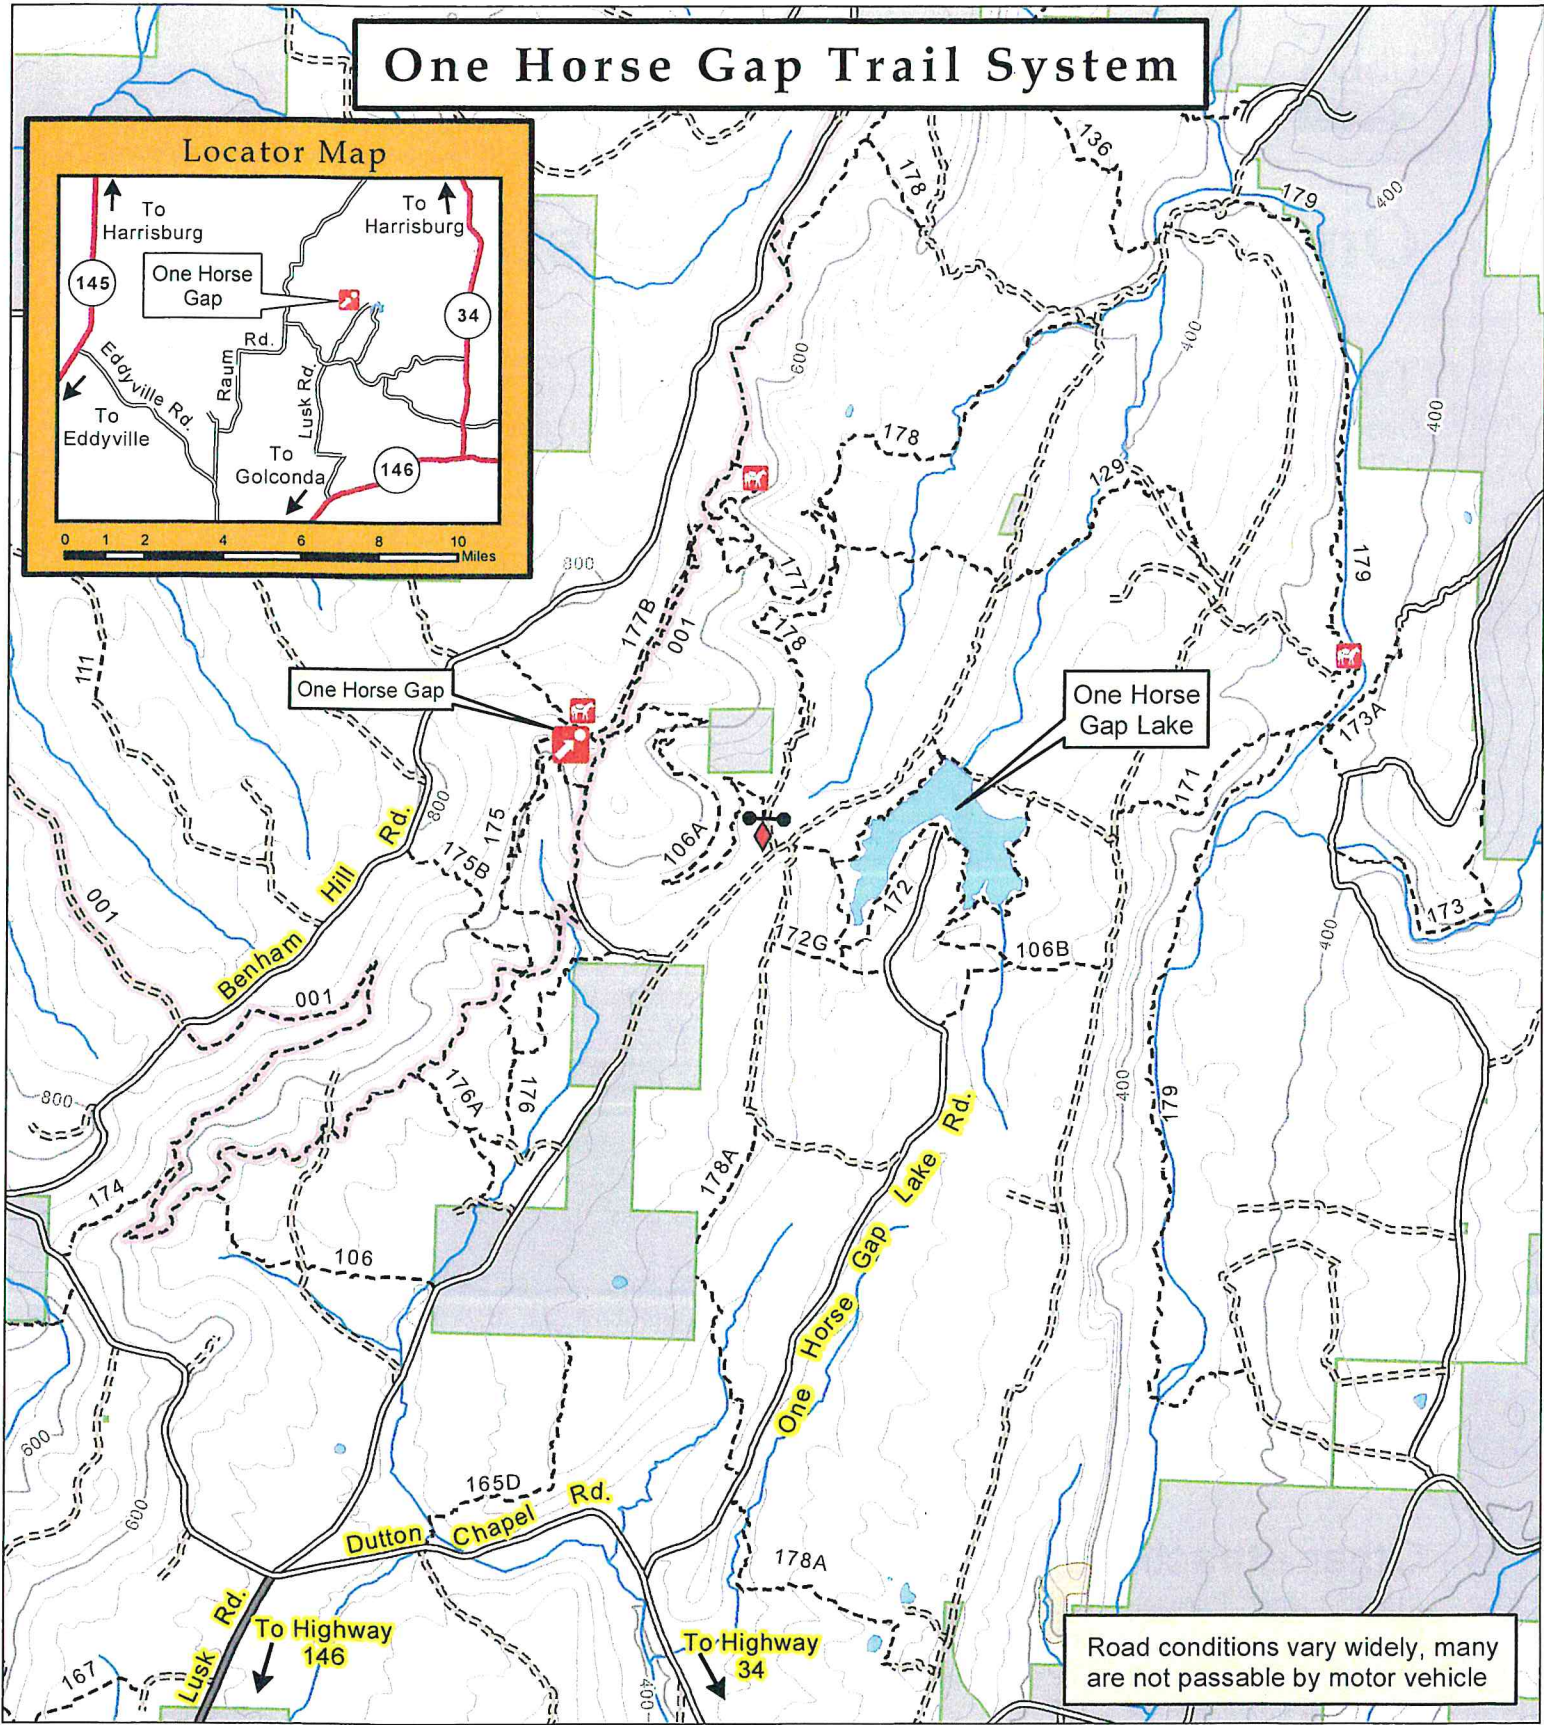 One Horse Gap Trail System
Locator Map
To
Harrisburg
To
Harrisburg
145
One Horse
Gap
34
Rd.
Raum
Eddyville Rd.
Lusk Rd.
To
Eddyville
To
Golconda
146
0 1 2 4 6 8 10
Miles
136
178
179
400
600
400
400
178
129
800
177
179
177B
001
178
111
One Horse Gap
One Horse
Gap Lake
173A
171
800
175
106A
175B
172
173
001
172G
106B
400
Benham Hill Rd.
001
800
176A
176
400
179
178A
174
106
One Horse Gap Lake Rd.
600
165D
600
Dutton Chapel Rd.
178A
Lusk Rd.
To Highway
146
To Highway
34
167
400
Road conditions vary widely, many
are not passable by motor vehicle